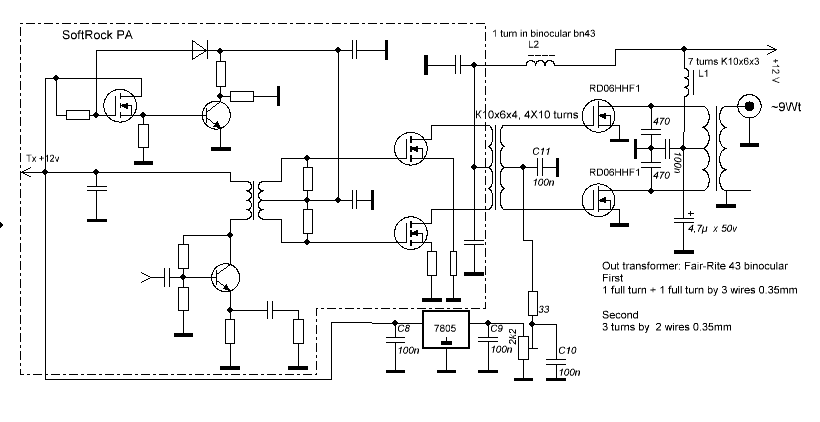 SoftRock PA
1 turn in binocular bn43
L2
7 turns K10x6x3
L1
+12 V
RD06HHF1
~9Wt
K10x6x4, 4X10 turns
470
C11
100n
100n
470
Tx +12v
RD06HHF1
+
4,7µ x 50v
Out transformer: Fair-Rite 43 binocular
First
1 full turn + 1 full turn by 3 wires 0.35mm
Second
3 turns by 2 wires 0.35mm
33
C8
100n
7805
C9
100n
2k2
C10
100n